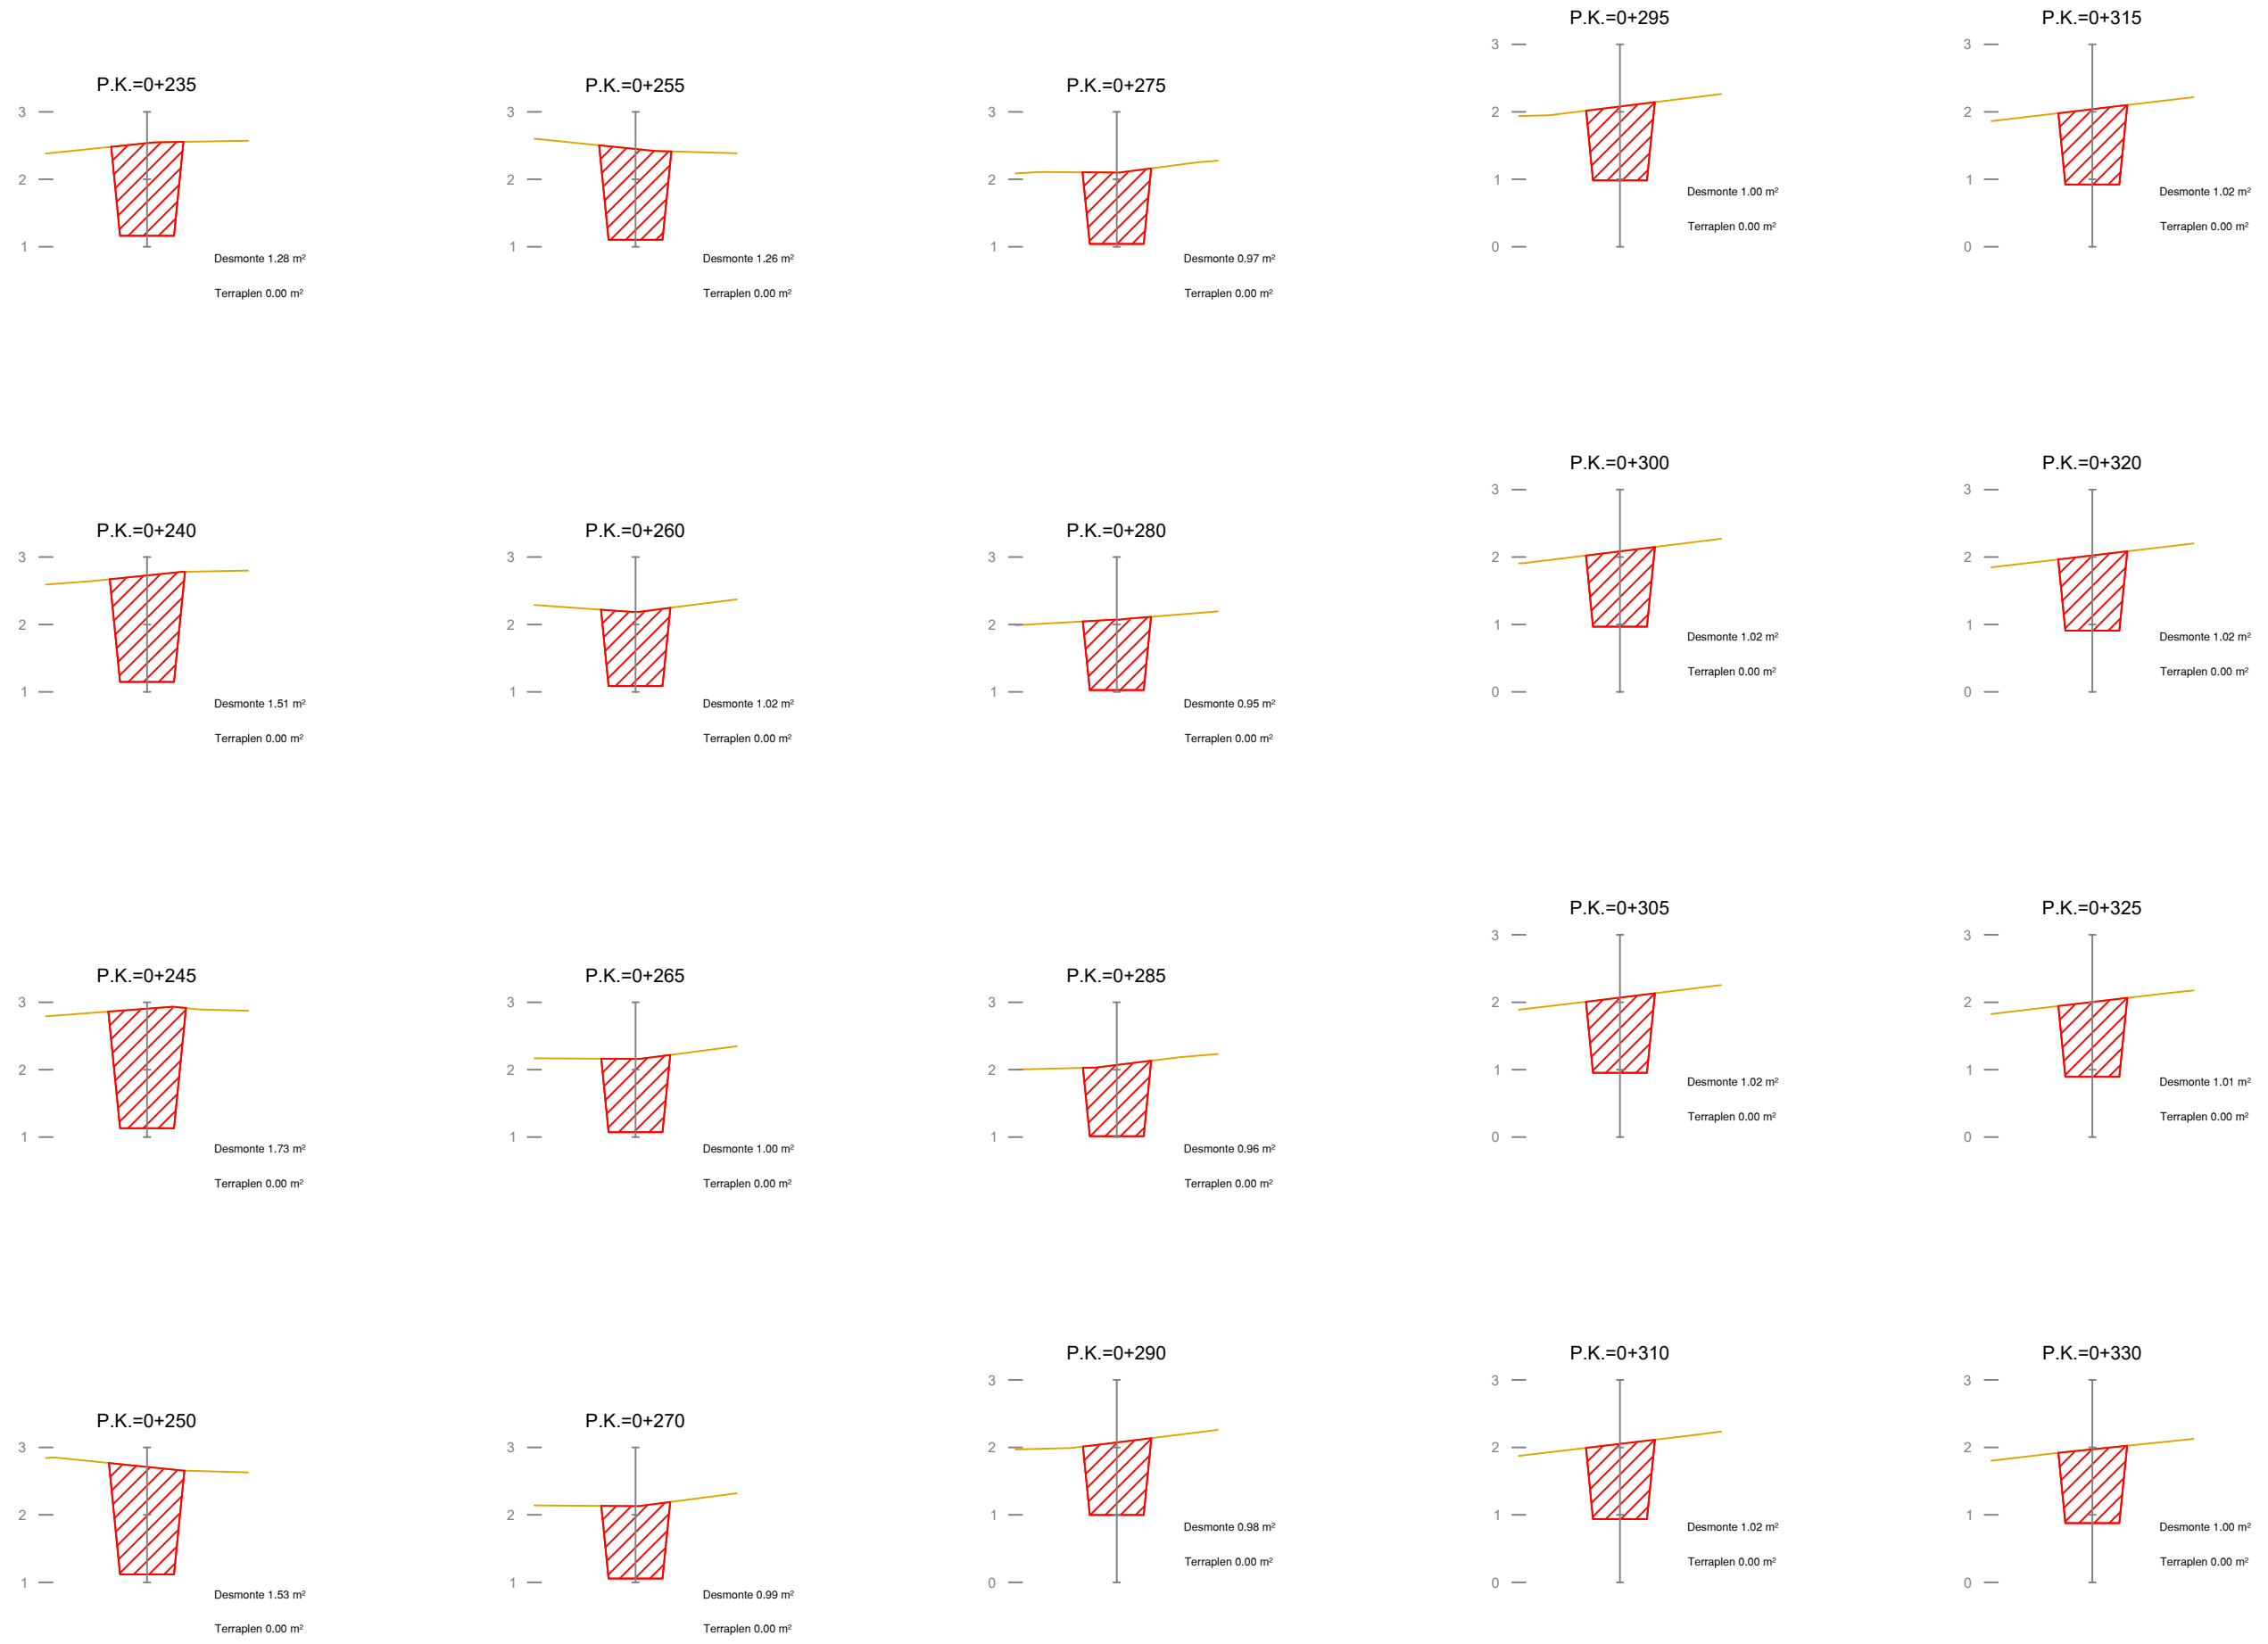 P.K.=0+235
3
2
1
Desmonte 1.28 m²
Terraplen 0.00 m²
P.K.=0+240
3
2
1
Desmonte 1.51 m²
Terraplen 0.00 m²
P.K.=0+245
3
2
1
Desmonte 1.73 m²
Terraplen 0.00 m²
P.K.=0+250
3
2
1
Desmonte 1.53 m²
Terraplen 0.00 m²
P.K.=0+255
3
2
1
Desmonte 1.26 m²
Terraplen 0.00 m²
P.K.=0+260
3
2
1
Desmonte 1.02 m²
Terraplen 0.00 m²
P.K.=0+265
3
2
1
Desmonte 1.00 m²
Terraplen 0.00 m²
P.K.=0+270
3
2
1
Desmonte 0.99 m²
Terraplen 0.00 m²
P.K.=0+275
3
2
1
Desmonte 0.97 m²
Terraplen 0.00 m²
P.K.=0+280
3
2
1
Desmonte 0.95 m²
Terraplen 0.00 m²
P.K.=0+285
3
2
1
Desmonte 0.96 m²
Terraplen 0.00 m²
P.K.=0+290
3
2
1
0
Desmonte 0.98 m²
Terraplen 0.00 m²
P.K.=0+295
3
2
1
0
Desmonte 1.00 m²
Terraplen 0.00 m²
P.K.=0+300
3
2
1
0
Desmonte 1.02 m²
Terraplen 0.00 m²
P.K.=0+305
3
2
1
0
Desmonte 1.02 m²
Terraplen 0.00 m²
P.K.=0+310
3
2
1
0
Desmonte 1.02 m²
Terraplen 0.00 m²
P.K.=0+315
3
2
1
0
Desmonte 1.02 m²
Terraplen 0.00 m²
P.K.=0+320
3
2
1
0
Desmonte 1.02 m²
Terraplen 0.00 m²
P.K.=0+325
3
2
1
0
Desmonte 1.01 m²
Terraplen 0.00 m²
P.K.=0+330
3
2
1
0
Desmonte 1.00 m²
Terraplen 0.00 m²